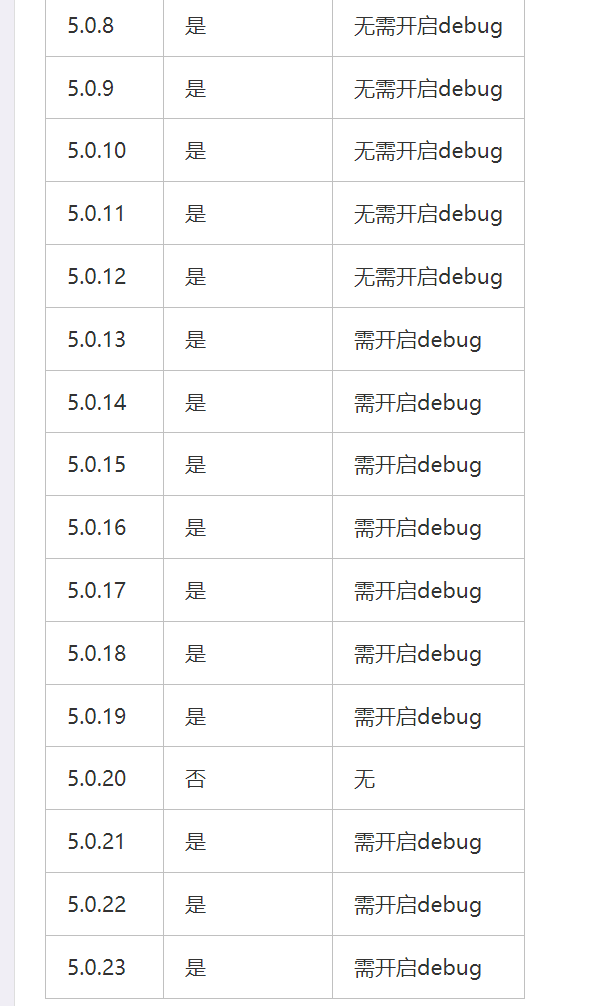 5.0.8 是 无需开启debug
5.0.9 是 无需开启debug
5.0.10 是 无需开启debug
5.0.11 是 无需开启debug
5.0.12 是 无需开启debug
5.0.13 是 需开启debug
5.0.14 是 需开启debug
5.0.15 是 需开启debug
5.0.16 是 需开启debug
5.0.17 是 需开启debug
5.0.18 是 需开启debug
5.0.19 是 需开启debug
5.0.20 否 无
5.0.21 是 需开启debug
5.0.22 是 需开启debug
5.0.23 是 需开启debug